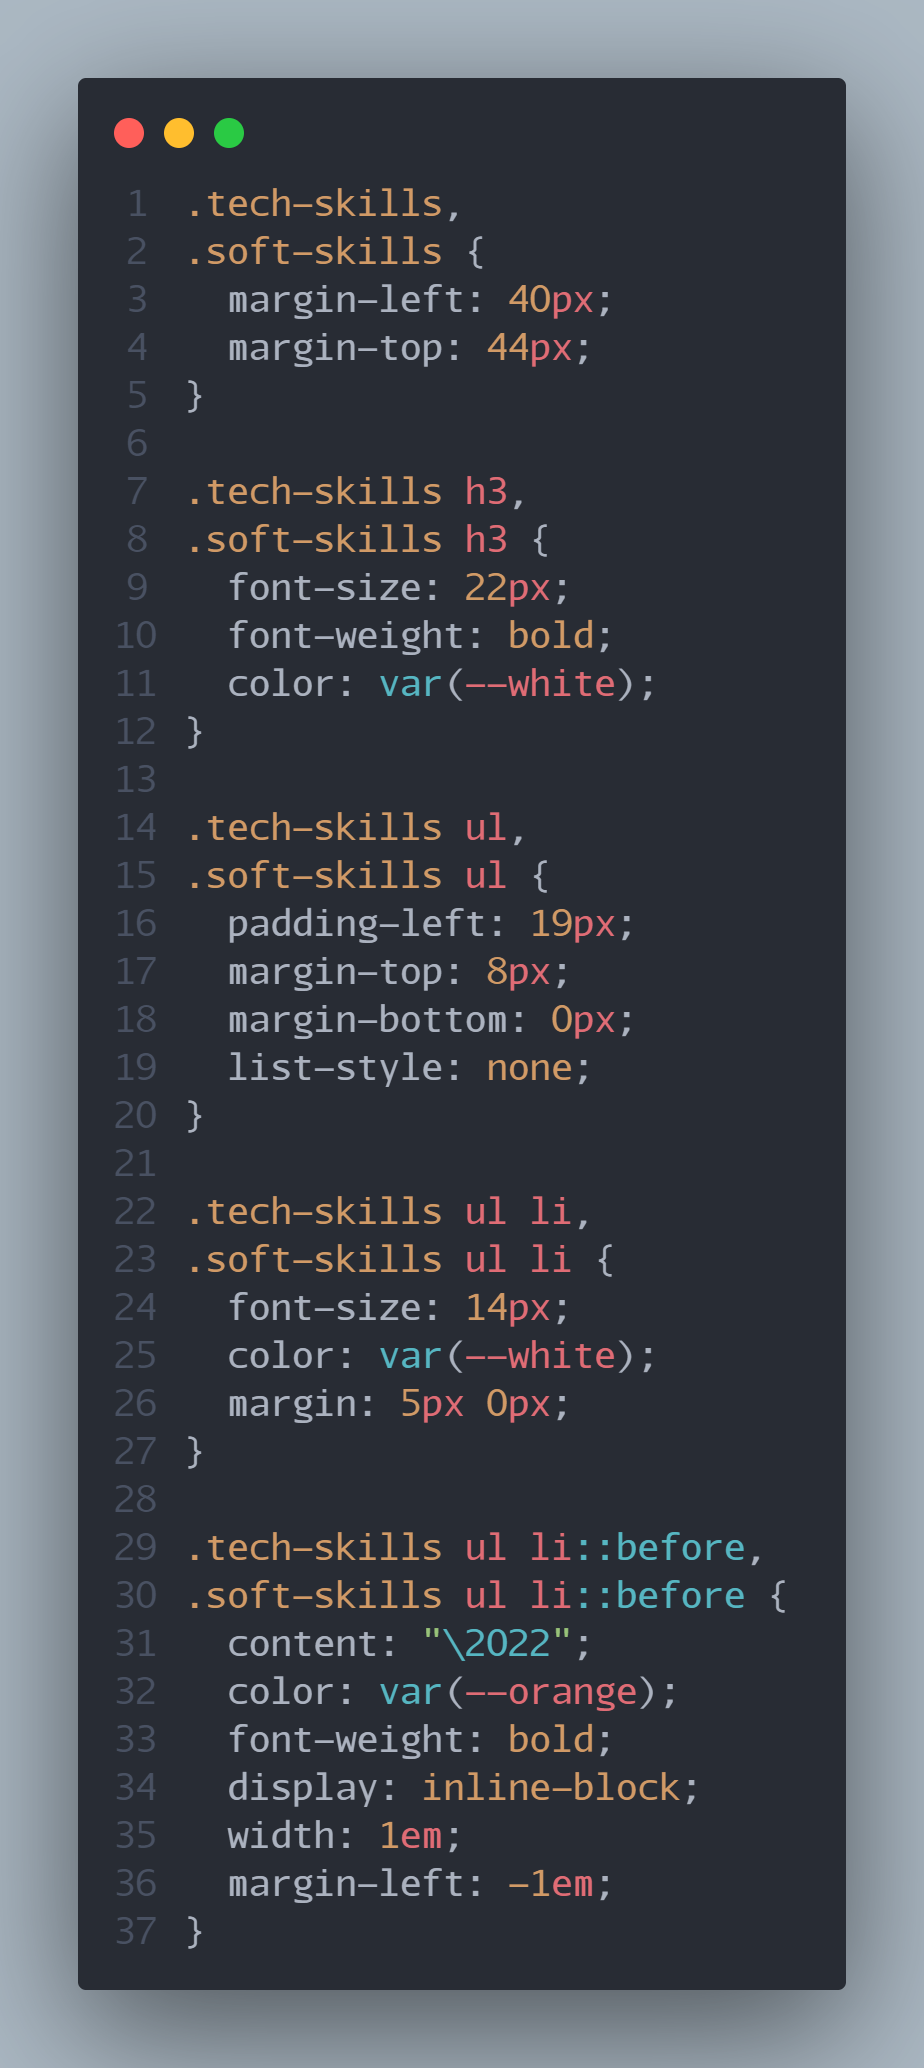 1 .tech-skills,
2 .soft-skills {
3   margin-left: 40px;
4   margin-top: 44px;
5 }
6
7 .tech-skills h3,
8 .soft-skills h3 {
9   font-size: 22px;
10   font-weight: bold;
11   color: var(--white);
12 }
13
14 .tech-skills ul,
15 .soft-skills ul {
16   padding-left: 19px;
17   margin-top: 8px;
18   margin-bottom: 0px;
19   list-style: none;
20 }
21
22 .tech-skills ul li,
23 .soft-skills ul li {
24   font-size: 14px;
25   color: var(--white);
26   margin: 5px 0px;
27 }
28
29 .tech-skills ul li::before,
30 .soft-skills ul li::before {
31   content: "\2022";
32   color: var(--orange);
33   font-weight: bold;
34   display: inline-block;
35   width: 1em;
36   margin-left: -1em;
37 }